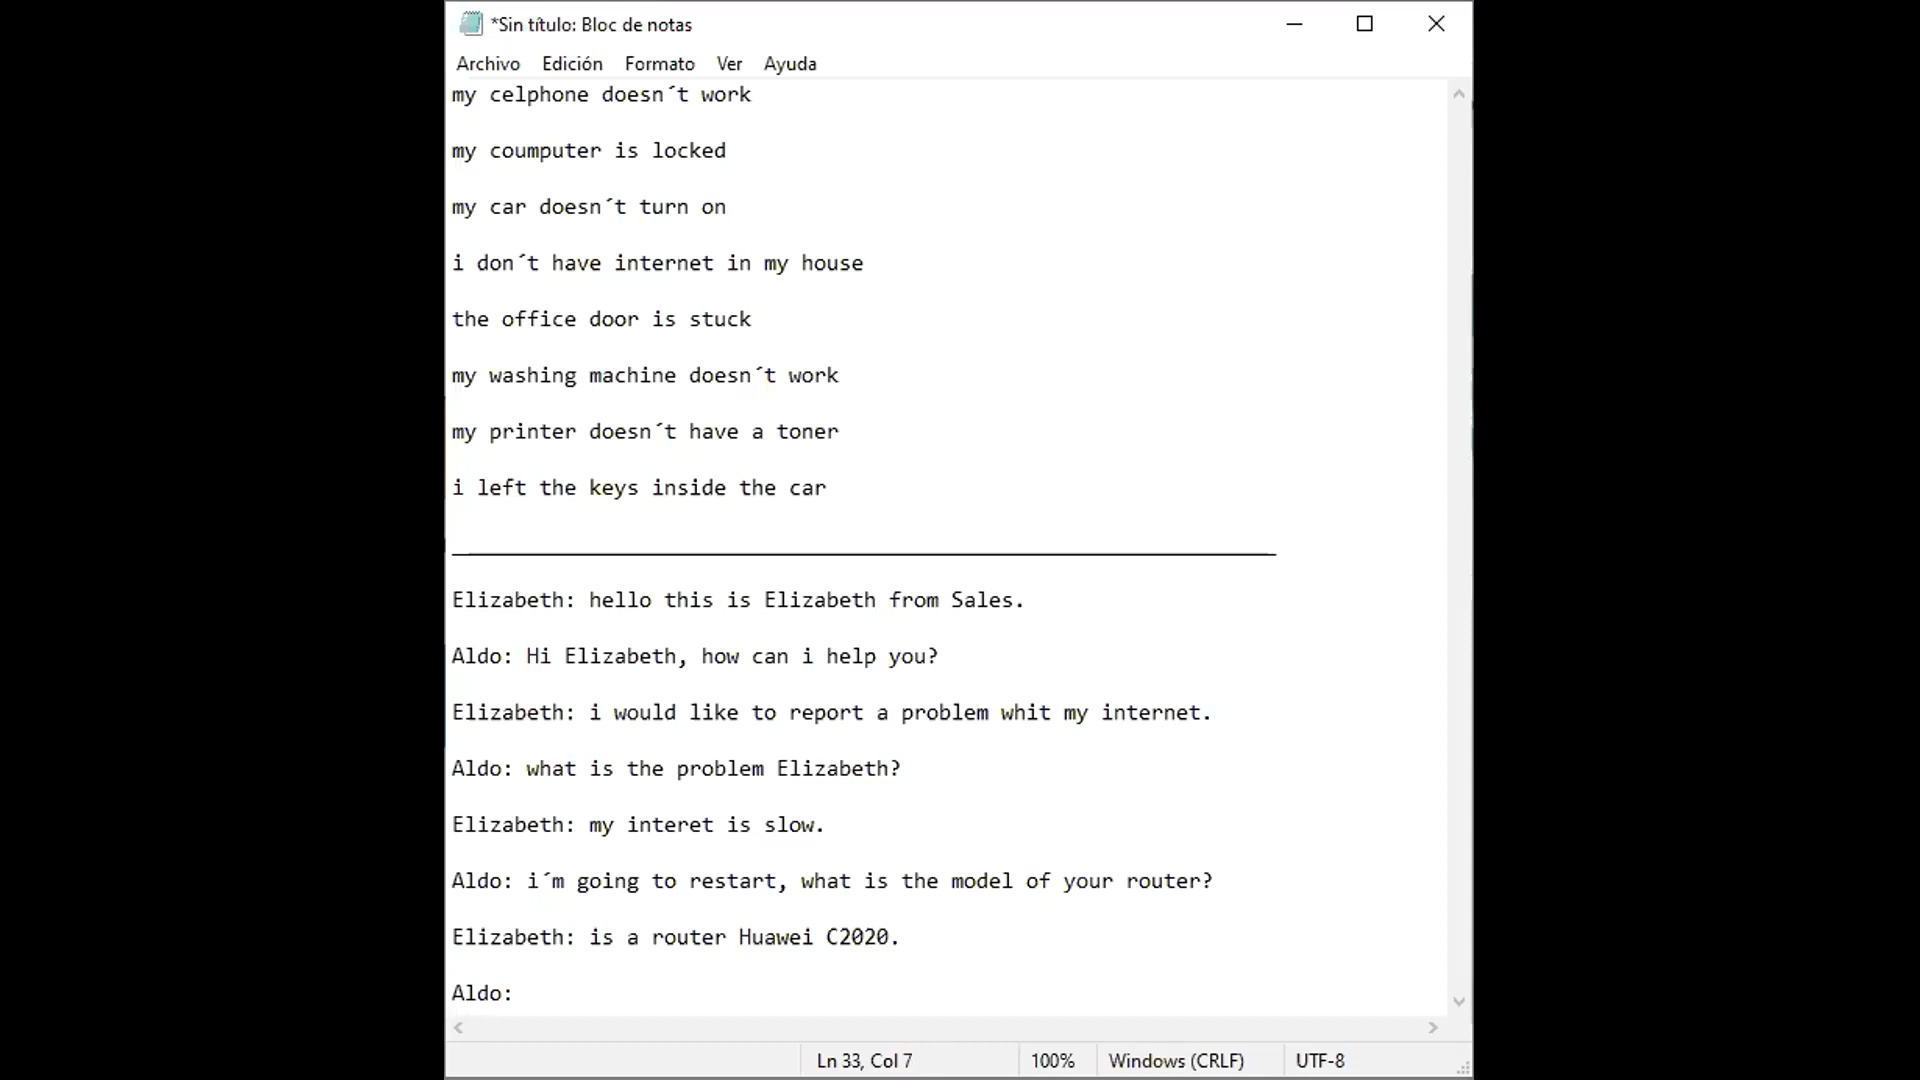 *Sin título: Bloc de notas
Archivo Edición Formato Ver Ayuda
my celphone doesn´t work
my coumputer is locked
my car doesn´t turn on
i don´t have internet in my house
the office door is stuck
my washing machine doesn´t work
my printer doesn´t have a toner
i left the keys inside the car
Elizabeth: hello this is Elizabeth from Sales.
Aldo: Hi Elizabeth, how can i help you?
Elizabeth: i would like to report a problem whit my internet.
Aldo: what is the problem Elizabeth?
Elizabeth: my interet is slow.
Aldo: i´m going to restart, what is the model of your router?
Elizabeth: is a router Huawei C2020.
Aldo:
Ln 33, Col 7 100% Windows (CRLF) UTF-8